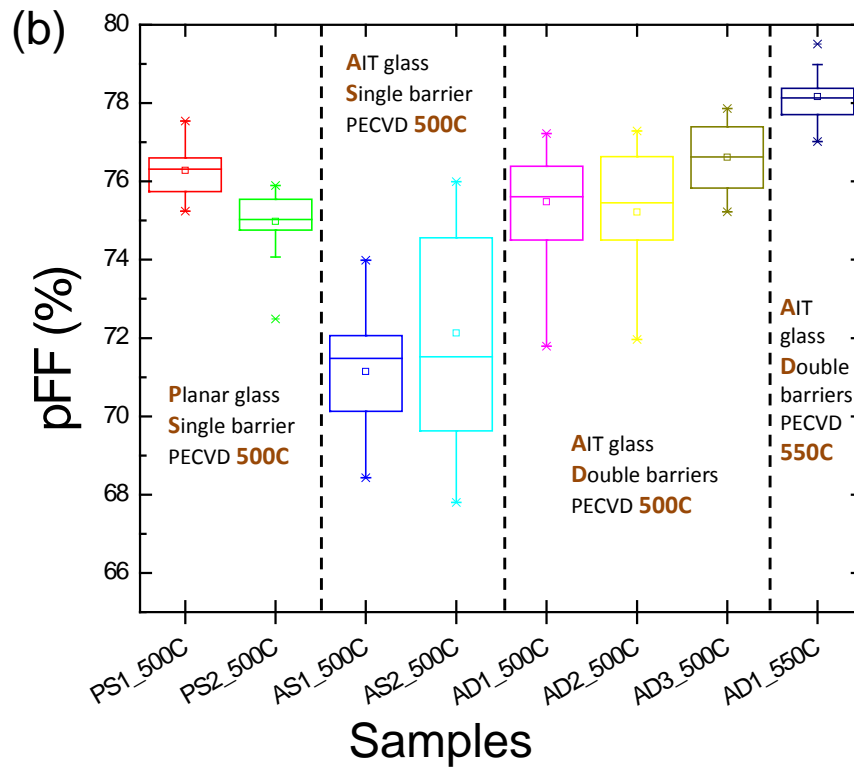 (b)
80
78
76
74
72
70
68
66
pFF (%)
AIT glass
Single barrier
PECVD 500C
Planar glass
Single barrier
PECVD 500C
AIT glass
Double barriers
PECVD 500C
AIT
glass
Double
barriers
PECVD
550C
PS1_500C
PS2_500C
AS1_500C
AS2_500C
AD1_500C
AD2_500C
AD3_500C
AD1_550C
Samples